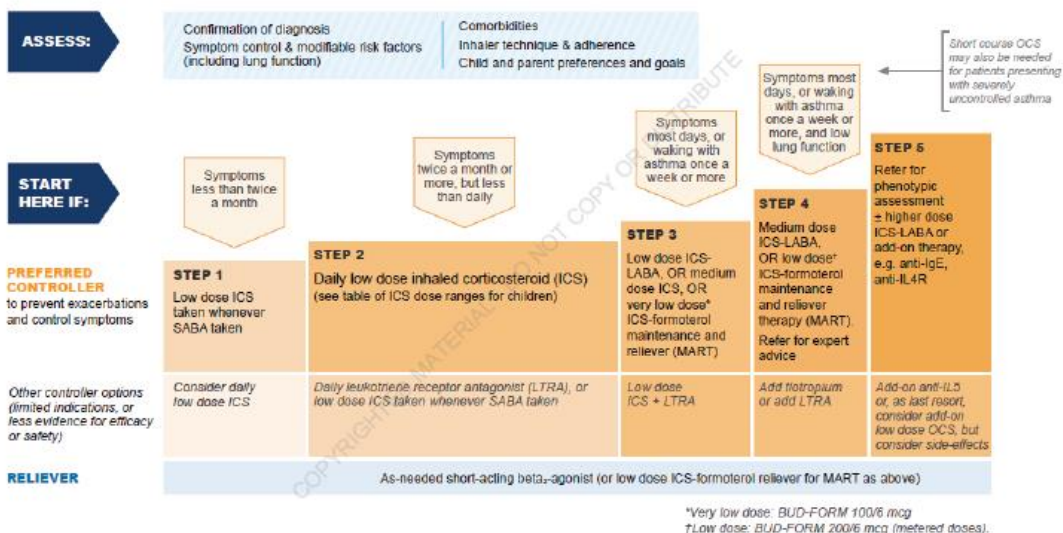 ASSESS:
Confirmation of diagnosis
Symptom control & modifiable risk factors
(including lung function)
Comorbidities
Inhaler technique & adherence
Child and parent preferences and goals
Short course OCS
may also be needed
for patients presenting
with severely
uncontrolled asthma
START
HERE IF:
Symptoms
less than twice
a month
Symptoms
twice a month or
more, but less
than daily
Symptoms
most days, or
waking with
asthma once a
week or more
Symptoms most
days, or waking
with asthma
once a week or
more, and low
lung function
PREFERRED
CONTROLLER
to prevent exacerbations
and control symptoms
STEP 1
Low dose ICS
taken whenever
SABA taken
STEP 2
Daily low dose inhaled corticosteroid (ICS)
(see table of ICS dose ranges for children)
STEP 3
Low dose ICS-
LABA, OR medium
dose ICS, OR
very low dose*
ICS-formoterol
maintenance and
reliever (MART)
STEP 4
Medium dose
ICS-LABA,
OR low dose†
ICS-formoterol
maintenance
and reliever
therapy (MART).
Refer for expert
advice
STEP 5
Refer for
phenotypic
assessment
± higher dose
ICS-LABA or
add-on therapy,
e.g. anti-IgE,
anti-IL4R
Other controller options
(limited indications, or
less evidence for efficacy
or safety)
Consider daily
low dose ICS
Daily leukotriene receptor antagonist (LTRA), or
low dose ICS taken whenever SABA taken
Low dose
ICS + LTRA
Add tiotropium
or add LTRA
Add-on anti-IL5
or, as last resort,
consider add-on
low dose OCS, but
consider side-effects
RELIEVER
As-needed short-acting beta₂-agonist (or low dose ICS-formoterol reliever for MART as above)
*Very low dose: BUD-FORM 100/6 mcg
†Low dose: BUD-FORM 200/6 mcg (metered doses).
COPYRIGHTED MATERIAL DO NOT COPY OR DISTRIBUTE